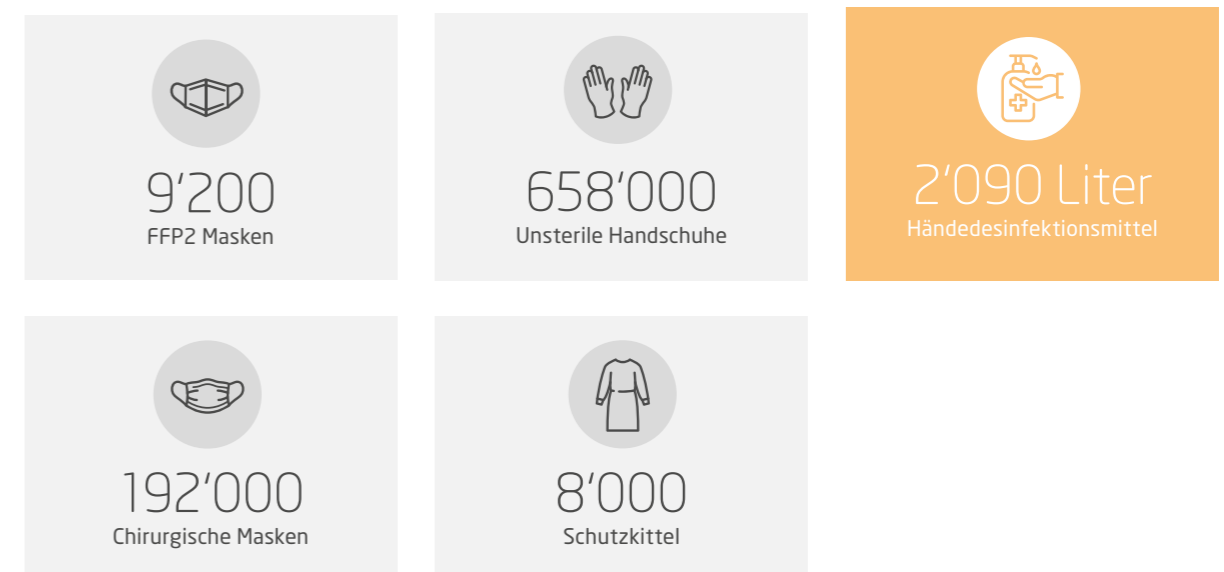 9‘200
FFP2 Masken
658‘000
Unsterile Handschuhe
2‘090 Liter
Händedesinfektionsmittel
192‘000
Chirurgische Masken
8‘000
Schutzkittel